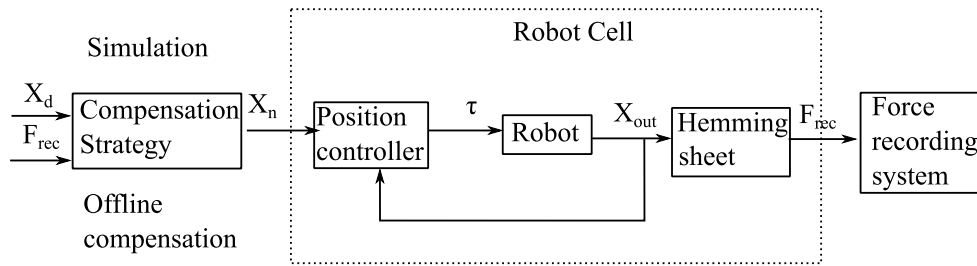 Simulation
X_d
F_rec
Compensation
Strategy
Offline
compensation
X_n
Robot Cell
Position
controller
τ
Robot
X_out
Hemming
sheet
F_rec
Force
recording
system